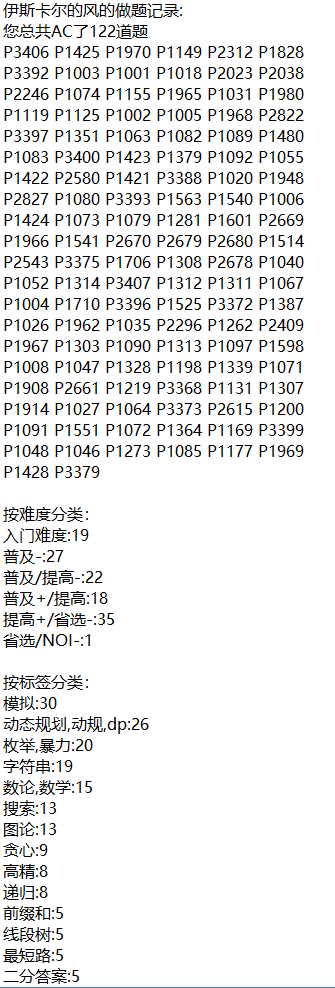 伊斯卡尔的风的做题记录:
您总共AC了122道题
P3406 P1425 P1970 P1149 P2312 P1828
P3392 P1003 P1001 P1018 P2023 P2038
P2246 P1074 P1155 P1965 P1031 P1980
P1119 P1125 P1002 P1005 P1968 P2822
P3397 P1351 P1063 P1082 P1089 P1480
P1083 P3400 P1423 P1379 P1092 P1055
P1422 P2580 P1421 P3388 P1020 P1948
P2827 P1080 P3393 P1563 P1540 P1006
P1424 P1073 P1079 P1281 P1601 P2669
P1966 P1541 P2670 P2679 P2680 P1514
P2543 P3375 P1706 P1308 P2678 P1040
P1052 P1314 P3407 P1312 P1311 P1067
P1004 P1710 P3396 P1525 P3372 P1387
P1026 P1962 P1035 P2296 P1262 P2409
P1967 P1303 P1090 P1313 P1097 P1598
P1008 P1047 P1328 P1198 P1339 P1071
P1908 P2661 P1219 P3368 P1131 P1307
P1914 P1027 P1064 P3373 P2615 P1200
P1091 P1551 P1072 P1364 P1169 P3399
P1048 P1046 P1273 P1085 P1177 P1969
P1428 P3379
按难度分类:
入门难度:19
普及-:27
普及/提高-:22
普及+/提高:18
提高+/省选-:35
省选/NOI-:1
按标签分类:
模拟:30
动态规划,动规,dp:26
枚举,暴力:20
字符串:19
数论,数学:15
搜索:13
图论:13
贪心:9
高精:8
递归:8
前缀和:5
线段树:5
最短路:5
二分答案:5